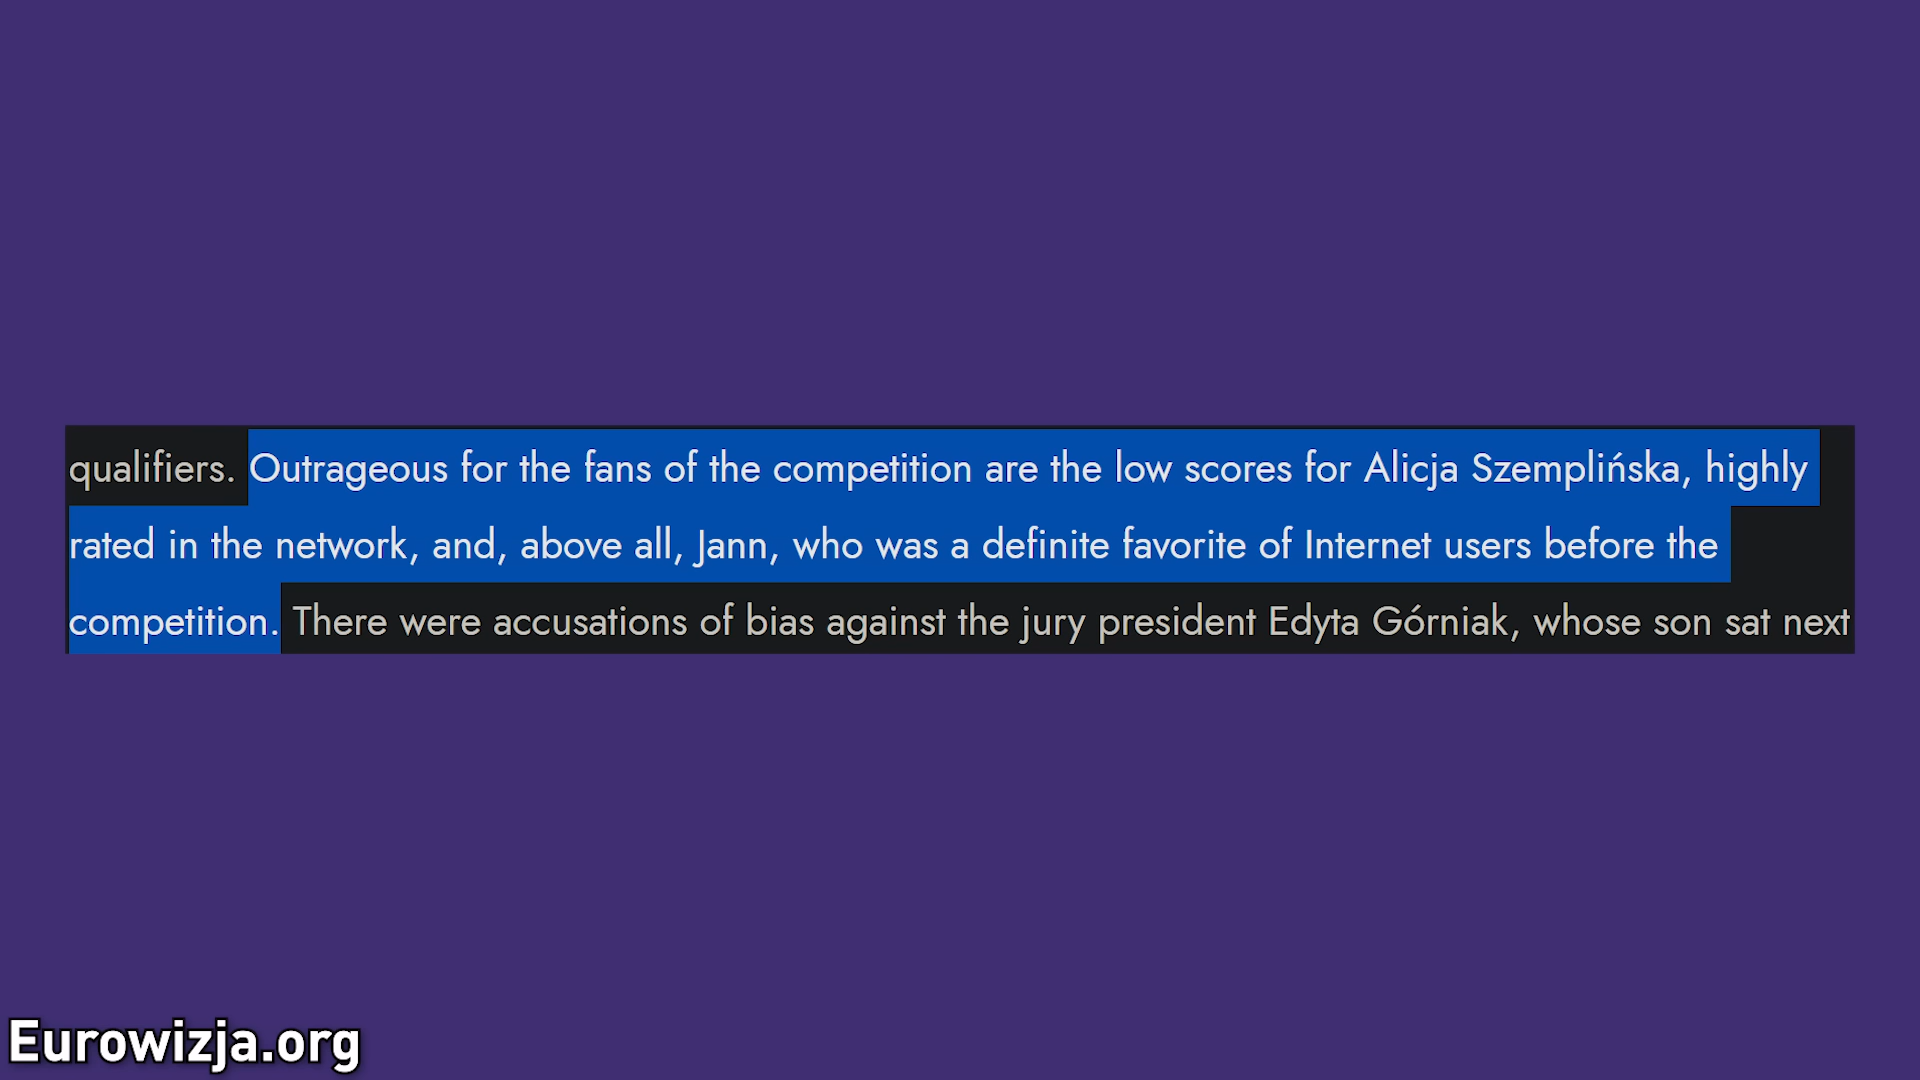 qualifiers. Outrageous for the fans of the competition are the low scores for Alicja Szemplińska, highly
rated in the network, and, above all, Jann, who was a definite favorite of Internet users before the
competition. There were accusations of bias against the jury president Edyta Górniak, whose son sat next
Eurowizja.org